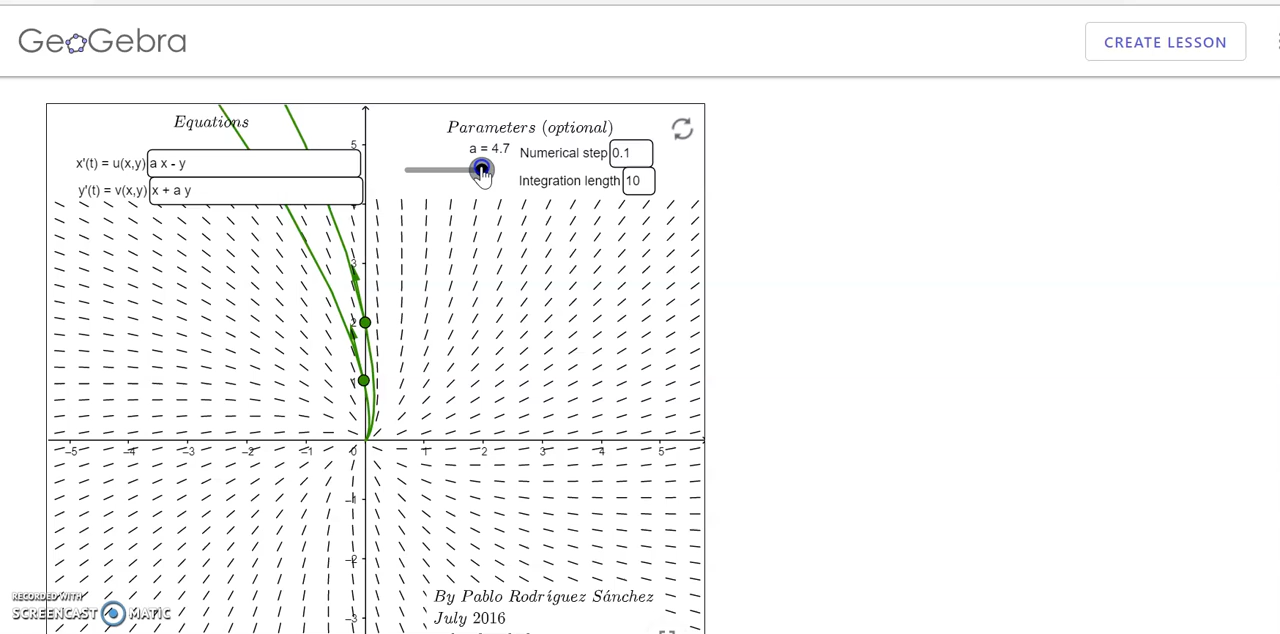 GeoGebra
CREATE LESSON
Equations
Parameters (optional)
a = 4.7
Numerical step 0.1
x'(t) = u(x,y) a x - y
Integration length 10
y'(t) = v(x,y) x + a y
5
3
2
1
–5 –4 –3 –2 –1 0 1 2 3 4 5
–1
–2
–3
By Pablo Rodríguez Sánchez
July 2016
RECORDED WITH
SCREENCAST MATIC